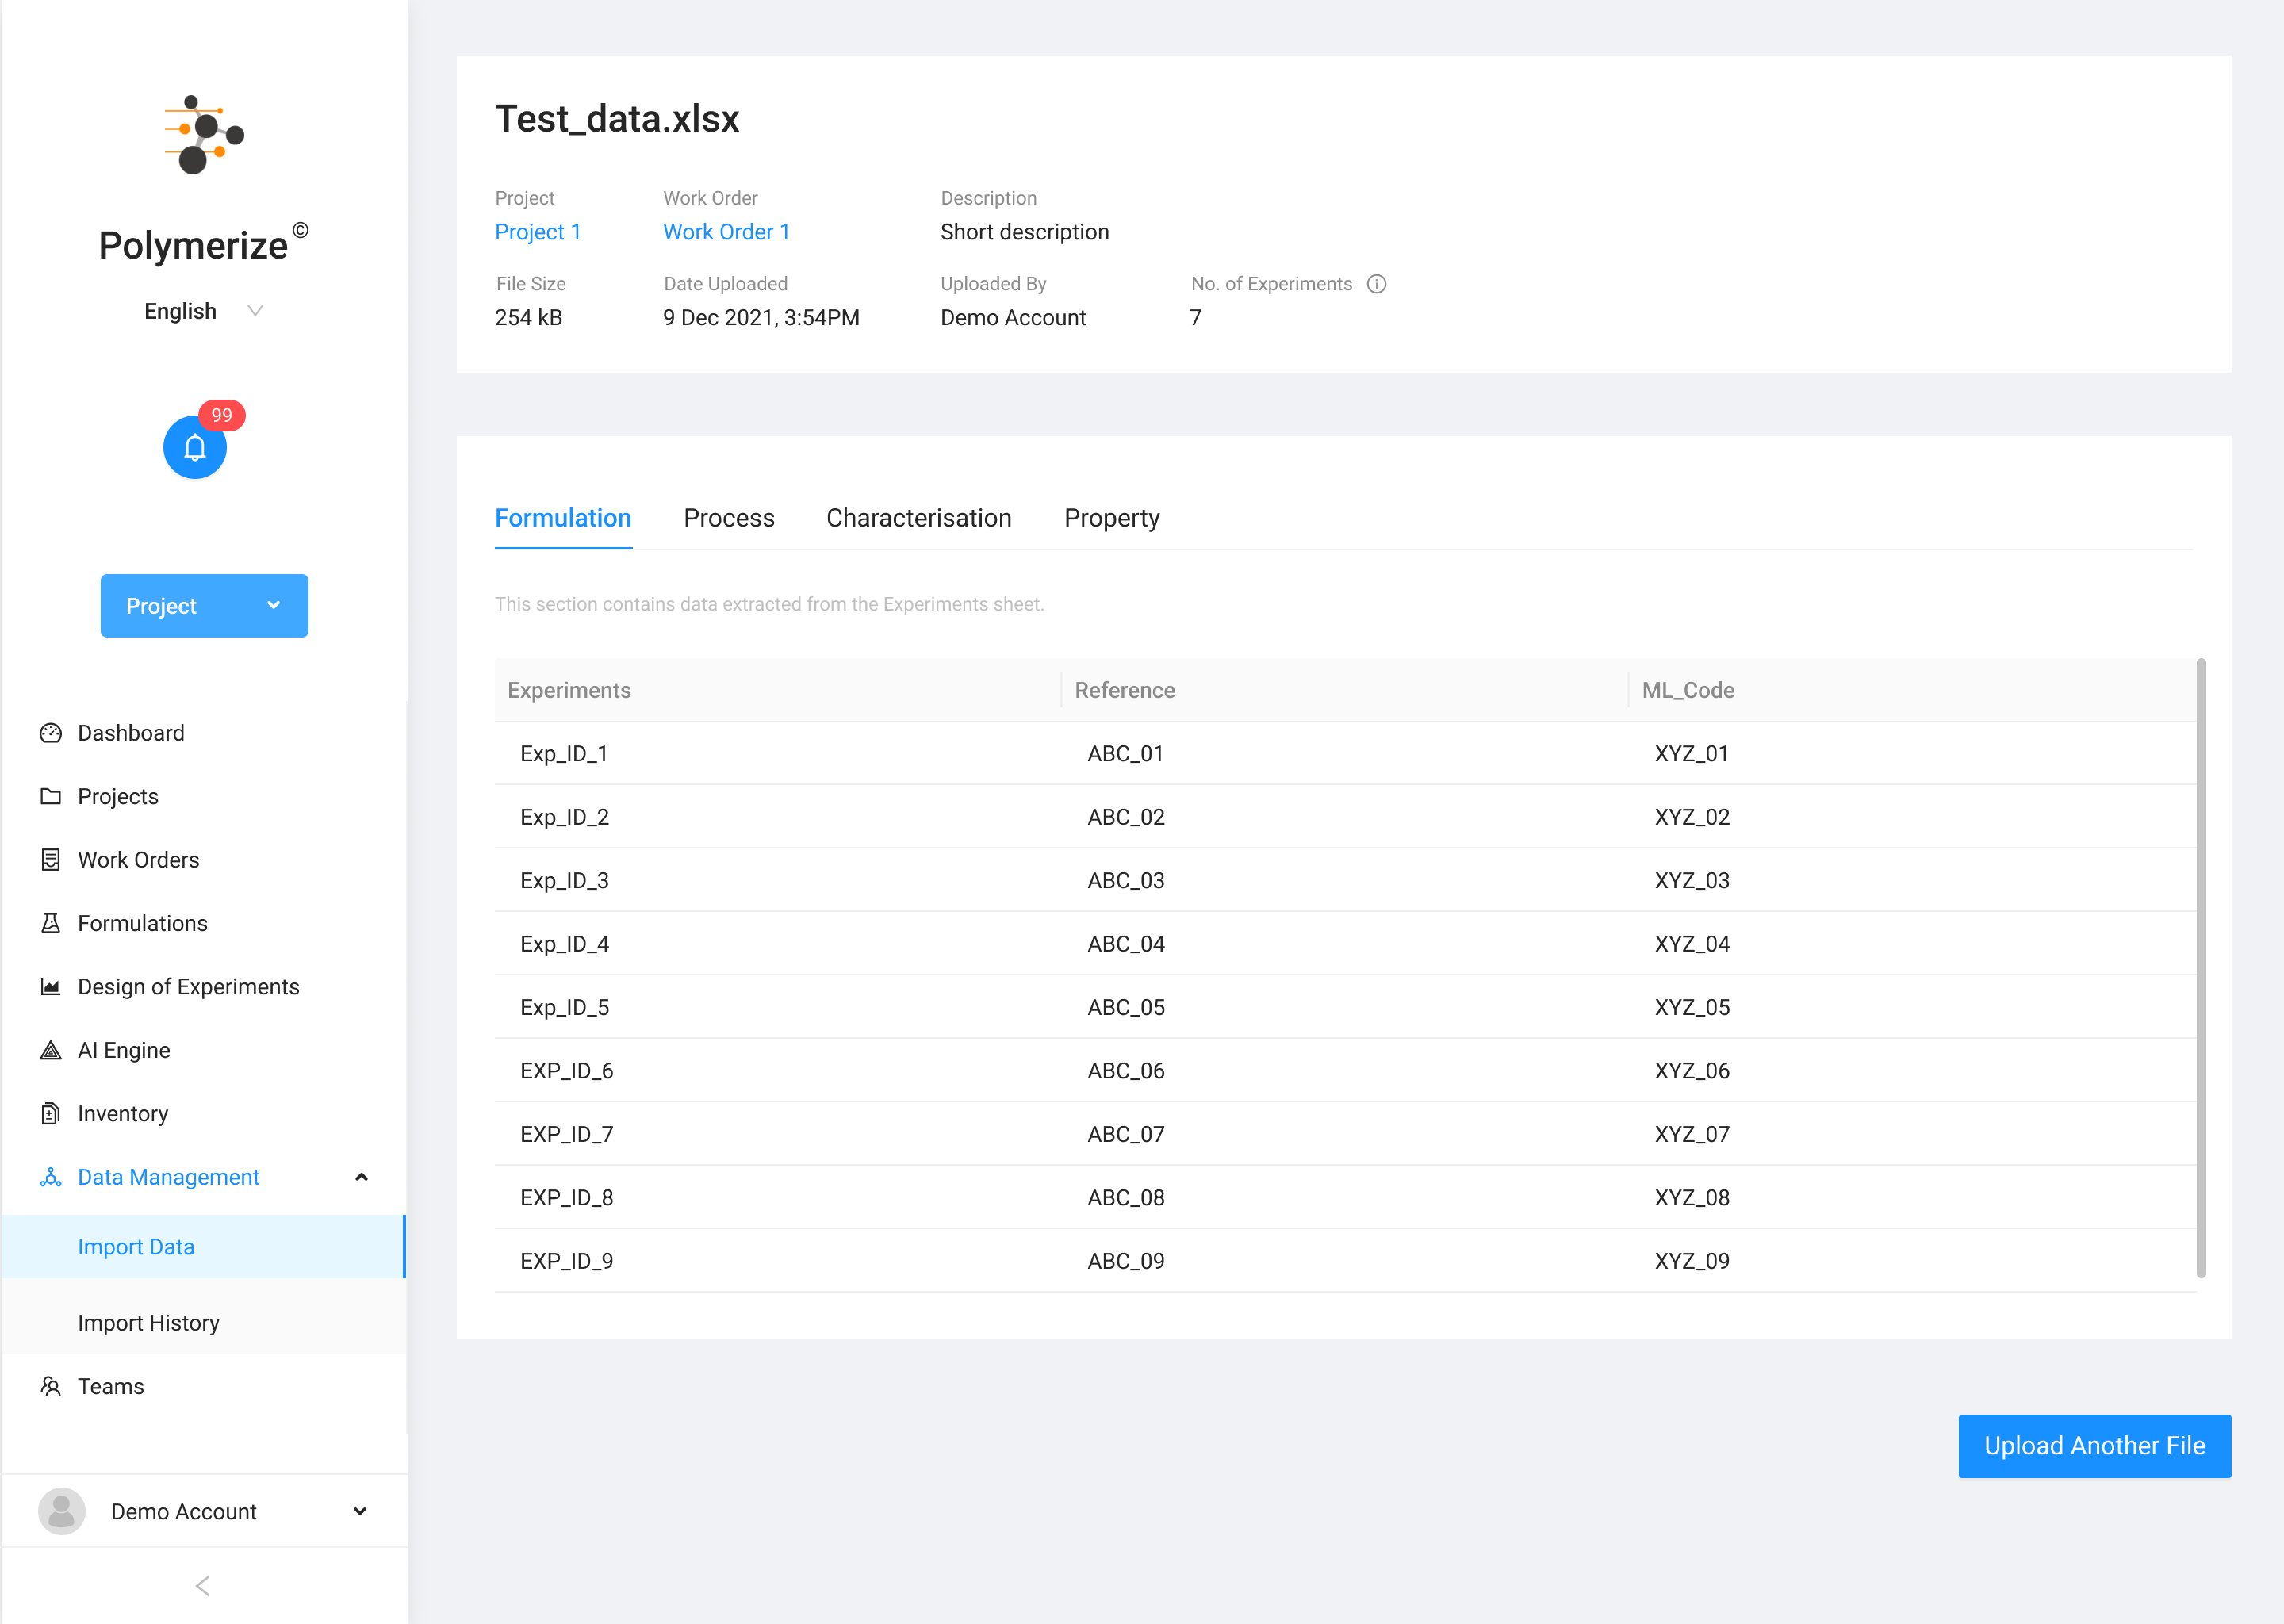 Polymerize ©
English
99
Project
Dashboard
Projects
Work Orders
Formulations
Design of Experiments
AI Engine
Inventory
Data Management
Import Data
Import History
Teams
Demo Account
Test_data.xlsx
Project Work Order Description
Project 1 Work Order 1 Short description
File Size Date Uploaded Uploaded By No. of Experiments
254 kB 9 Dec 2021, 3:54PM Demo Account 7
Formulation Process Characterisation Property
This section contains data extracted from the Experiments sheet.
Experiments Reference ML_Code
Exp_ID_1 ABC_01 XYZ_01
Exp_ID_2 ABC_02 XYZ_02
Exp_ID_3 ABC_03 XYZ_03
Exp_ID_4 ABC_04 XYZ_04
Exp_ID_5 ABC_05 XYZ_05
EXP_ID_6 ABC_06 XYZ_06
EXP_ID_7 ABC_07 XYZ_07
EXP_ID_8 ABC_08 XYZ_08
EXP_ID_9 ABC_09 XYZ_09
Upload Another File